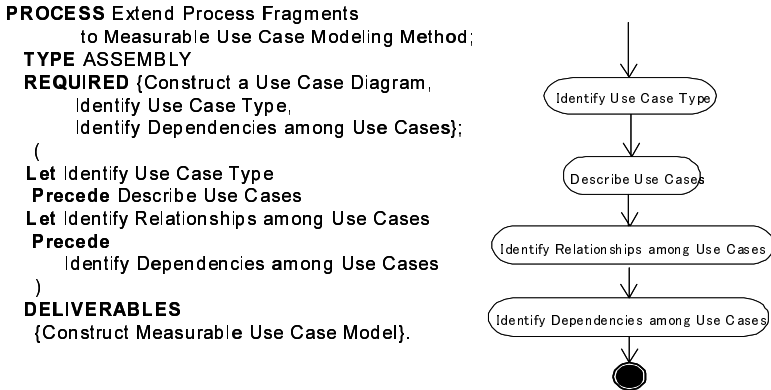 PROCESS Extend Process Fragments
to Measurable Use Case Modeling Method;
TYPE ASSEMBLY
REQUIRED {Construct a Use Case Diagram,
Identify Use Case Type,
Identify Dependencies among Use Cases};
(
Let Identify Use Case Type
Precede Describe Use Cases
Let Identify Relationships among Use Cases
Precede
Identify Dependencies among Use Cases
)
DELIVERABLES
{Construct Measurable Use Case Model}.
Identify Use Case Type
Describe Use Cases
Identify Relationships among Use Cases
Identify Dependencies among Use Cases